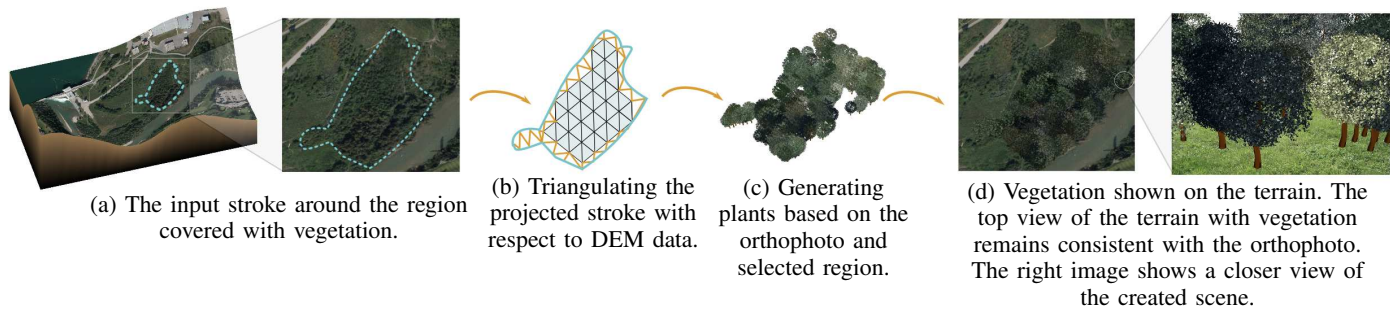 (a) The input stroke around the region
covered with vegetation.
(b) Triangulating the
projected stroke with
respect to DEM data.
(c) Generating
plants based on the
orthophoto and
selected region.
(d) Vegetation shown on the terrain. The
top view of the terrain with vegetation
remains consistent with the orthophoto.
The right image shows a closer view of
the created scene.